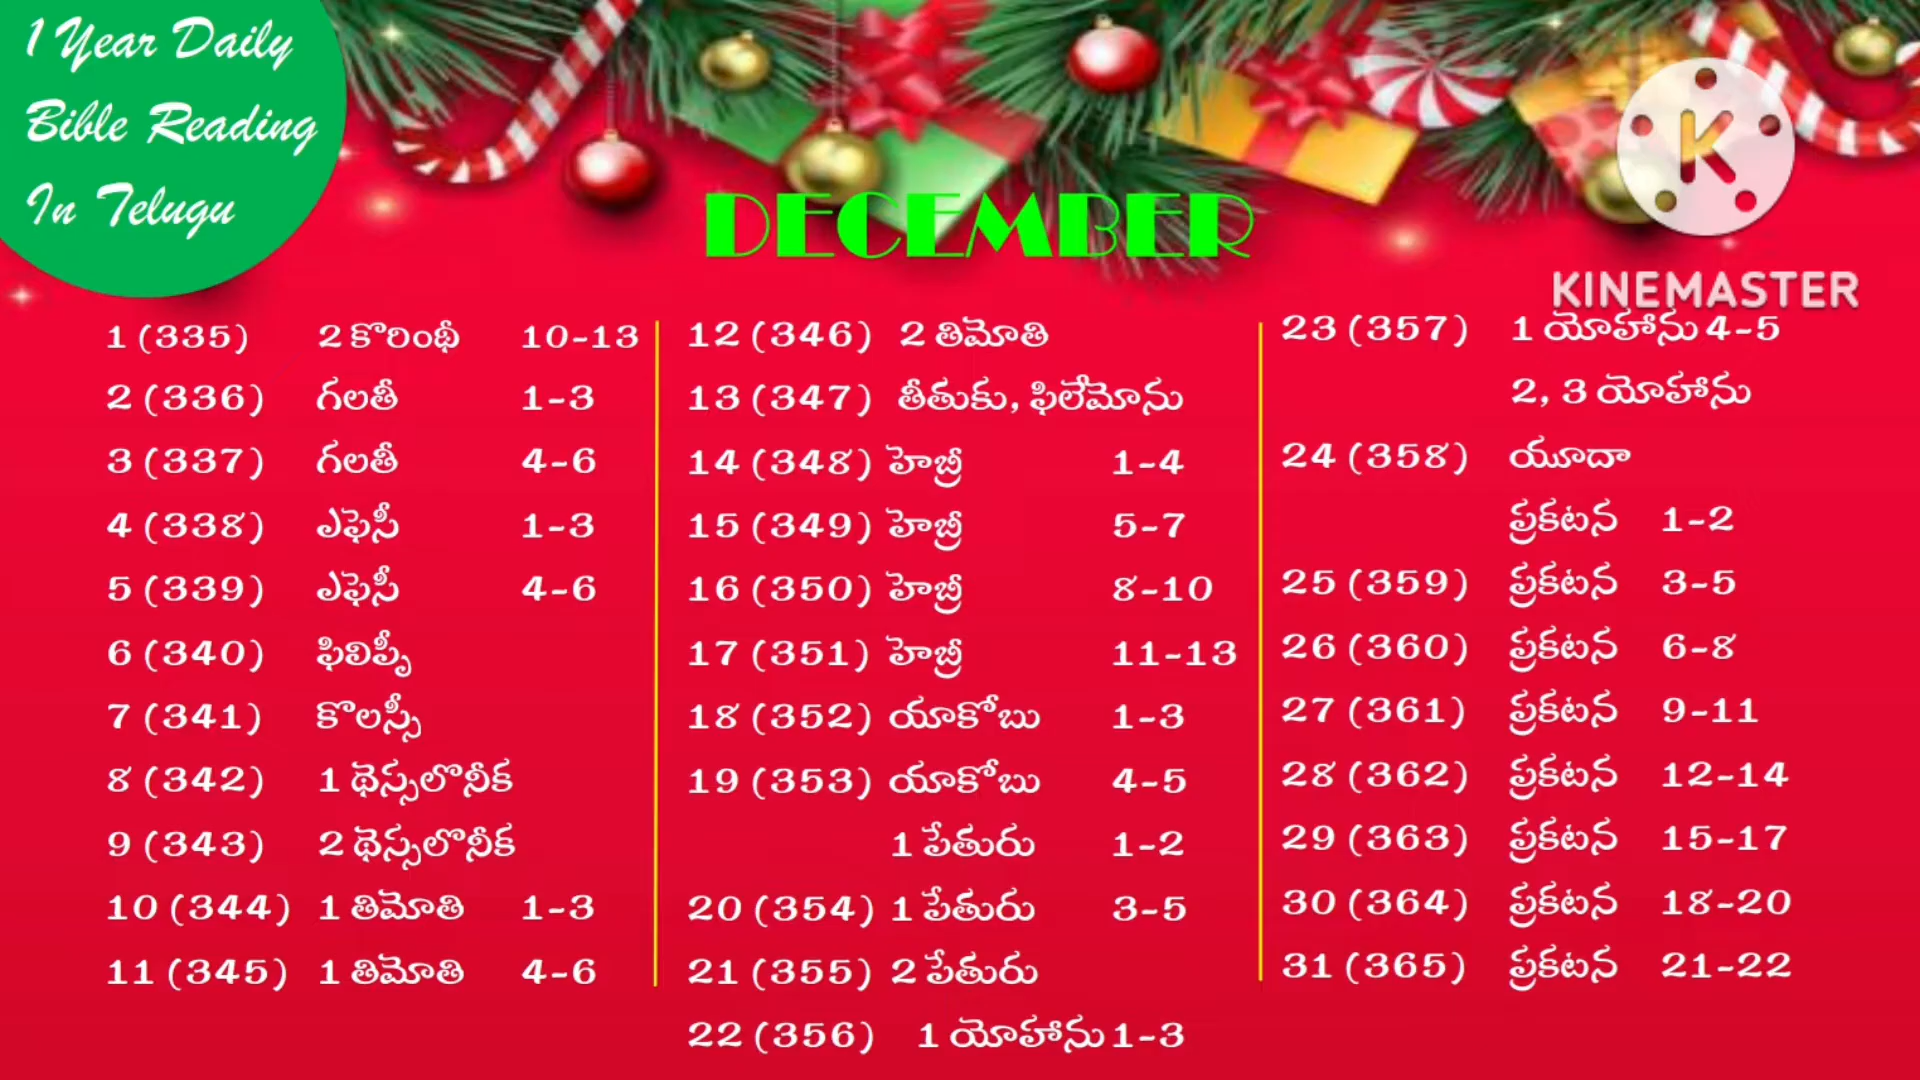 1 Year Daily
Bible Reading
In Telugu
DECEMBER
KINEMASTER
1 (335) 2 కొరింథీ 10-13
2 (336) గలతీ 1-3
3 (337) గలతీ 4-6
4 (338) ఎఫెసీ 1-3
5 (339) ఎఫెసీ 4-6
6 (340) ఫిలిప్పీ
7 (341) కొలస్సీ
8 (342) 1 థెస్సలొనీక
9 (343) 2 థెస్సలొనీక
10 (344) 1 తిమోతి 1-3
11 (345) 1 తిమోతి 4-6
12 (346) 2 తిమోతి
13 (347) తీతుకు, ఫిలేమోను
14 (348) హెబ్రీ 1-4
15 (349) హెబ్రీ 5-7
16 (350) హెబ్రీ 8-10
17 (351) హెబ్రీ 11-13
18 (352) యాకోబు 1-3
19 (353) యాకోబు 4-5
1 పేతురు 1-2
20 (354) 1 పేతురు 3-5
21 (355) 2 పేతురు
22 (356) 1 యోహాను 1-3
23 (357) 1 యోహాను 4-5
2, 3 యోహాను
24 (358) యూదా
ప్రకటన 1-2
25 (359) ప్రకటన 3-5
26 (360) ప్రకటన 6-8
27 (361) ప్రకటన 9-11
28 (362) ప్రకటన 12-14
29 (363) ప్రకటన 15-17
30 (364) ప్రకటన 18-20
31 (365) ప్రకటన 21-22